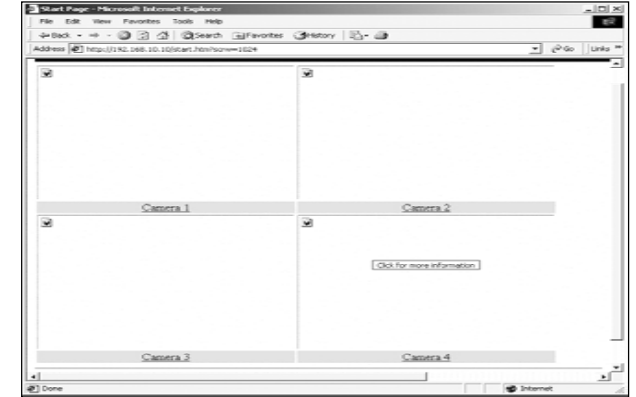 Start Page - Microsoft Internet Explorer
File Edit View Favorites Tools Help
Back Search Favorites History
Address http://192.168.10.10/start.htm?scrw=1024 Go Links
Camera 1 Camera 2
Click for more information
Camera 3 Camera 4
Done Internet